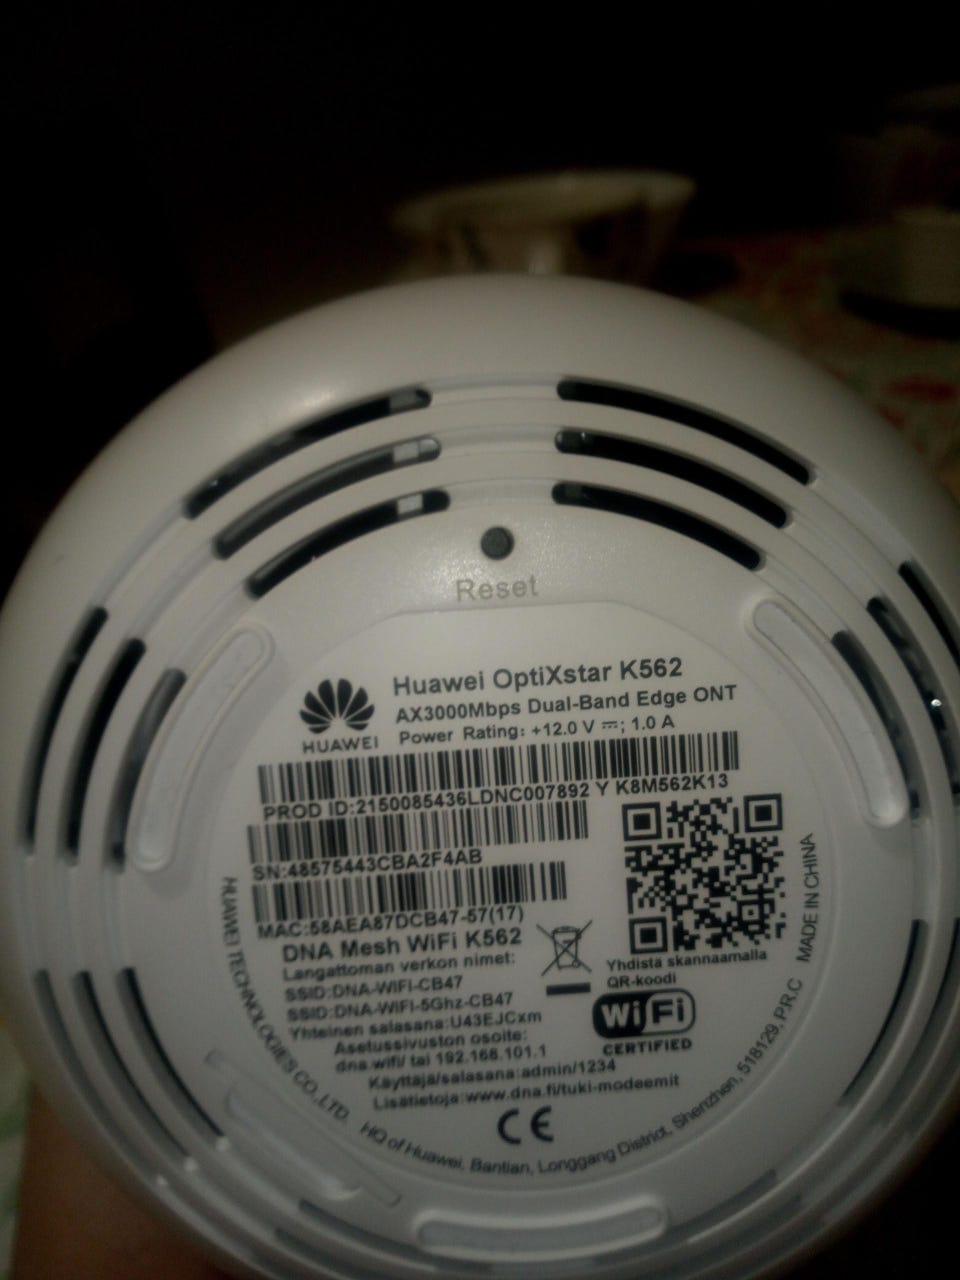 Reset
HUAWEI
Huawei OptiXstar K562
AX3000Mbps Dual-Band Edge ONT
Power Rating: +12.0 V ⎓; 1.0 A
PROD ID:2150085436LDNC007892 Y K8M562K13
SN:48575443CBA2F4AB
MAC:58AEA87DCB47-57(17)
DNA Mesh WiFi K562
Langattoman verkon nimet:
SSID:DNA-WIFI-CB47
SSID:DNA-WIFI-5Ghz-CB47
Yhteinen salasana:U43EJCxm
Asetussivuston osoite:
dna.wifi/ tai 192.168.101.1
Käyttäjä/salasana:admin/1234
Lisätietoja:www.dna.fi/tuki-modeemit
Yhdistä skannaamalla
QR-koodi
Wi Fi
CERTIFIED
CE
HUAWEI TECHNOLOGIES CO.,LTD. HQ of Huawei, Bantian, Longgang District, Shenzhen, 518129, P.R.C MADE IN CHINA